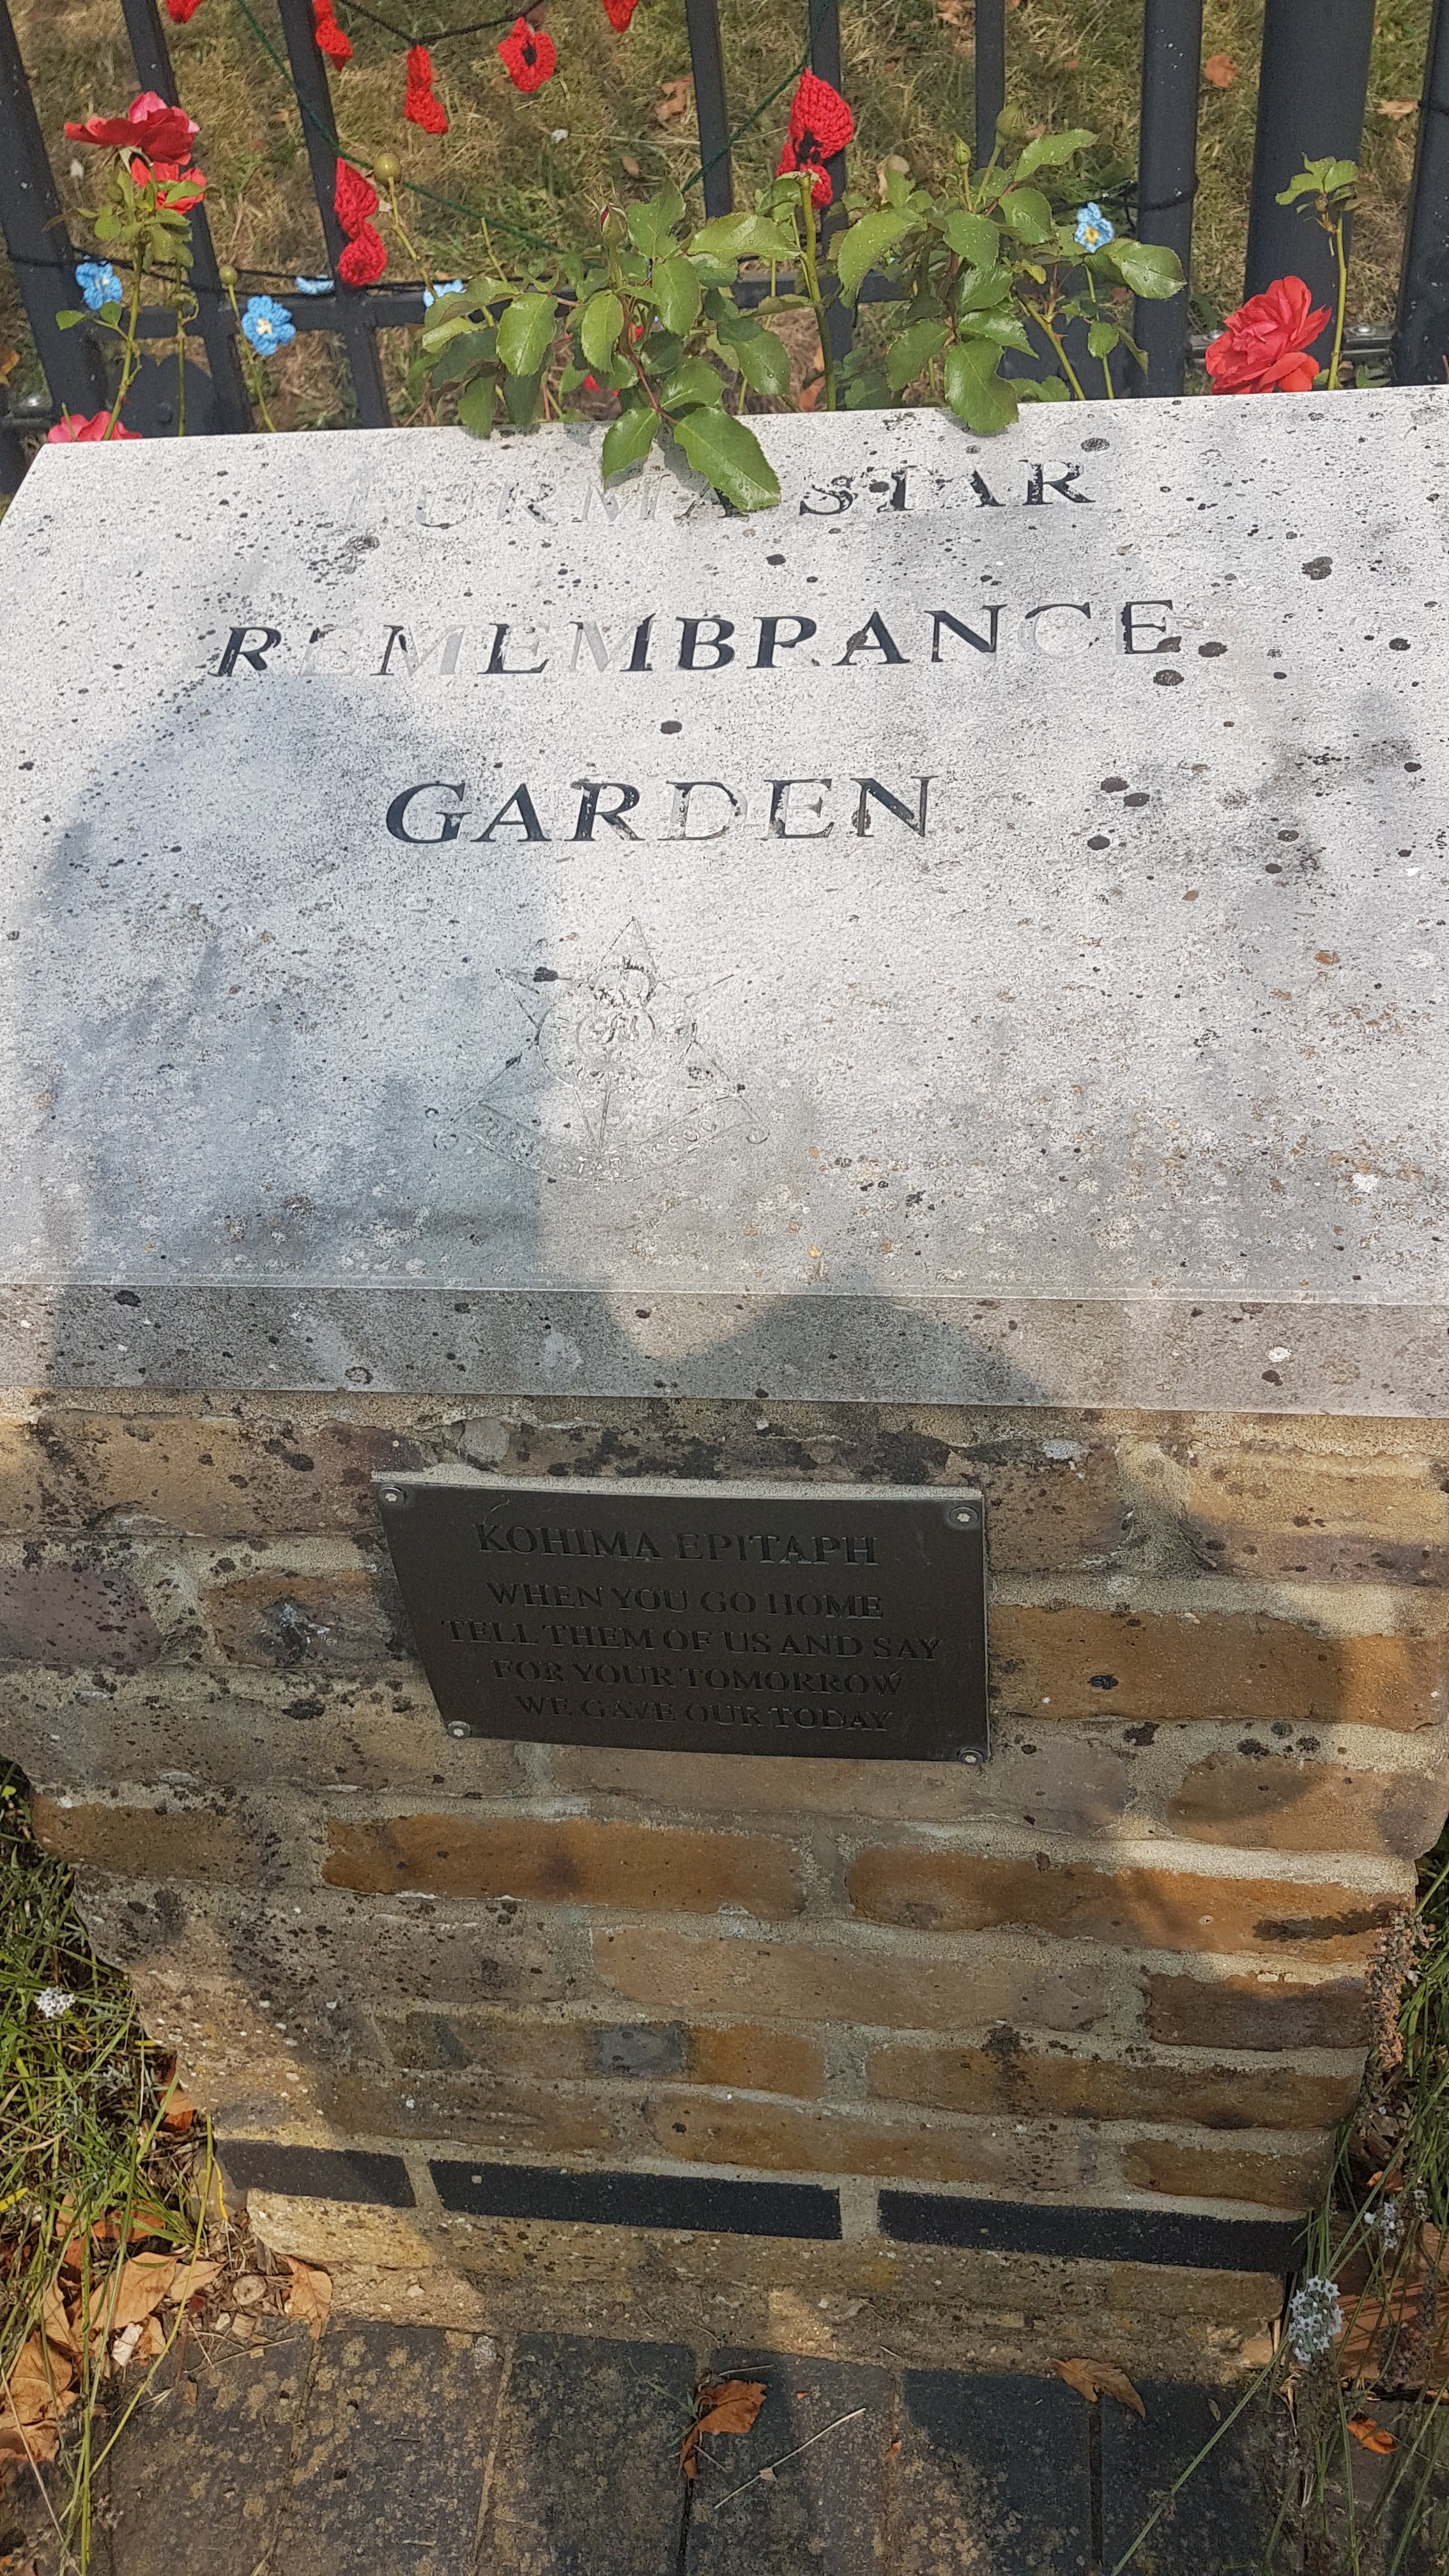 BURMA STAR
REMEMBRANCE
GARDEN
KOHIMA EPITAPH
WHEN YOU GO HOME
TELL THEM OF US AND SAY
FOR YOUR TOMORROW
WE GAVE OUR TODAY